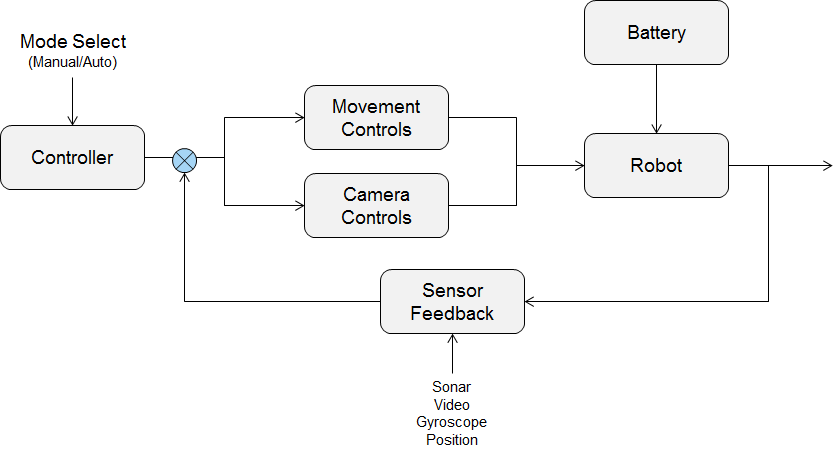 Mode Select
(Manual/Auto)
Controller
Movement
Controls
Camera
Controls
Battery
Robot
Sensor
Feedback
Sonar
Video
Gyroscope
Position